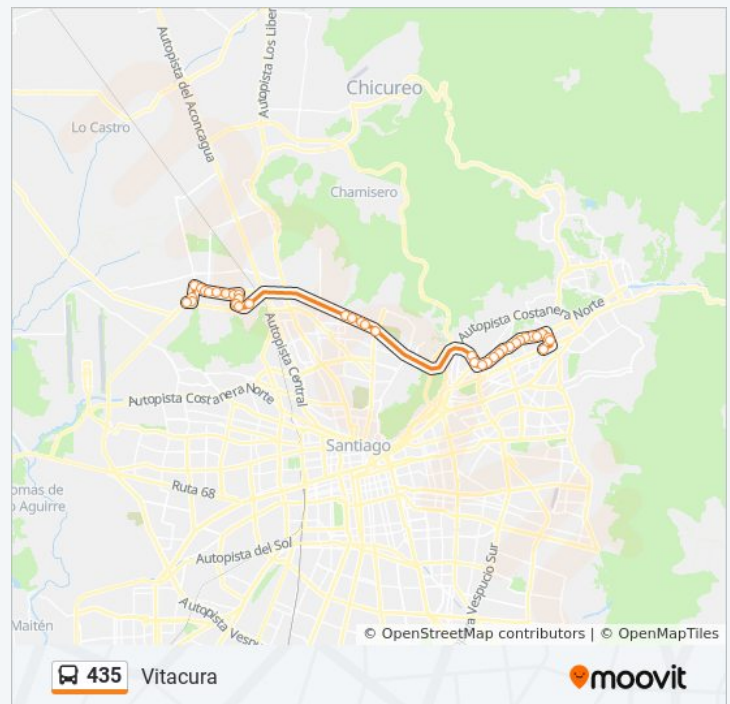 Chicureo
Autopista Los Liber
Autopista del Aconcagua
Lo Castro
Chamisero
Autopista Costanera Norte
Autopista Central
Autopista Costanera Norte
Santiago
Ruta 68
omas de
o Aguirre
Autopista del Sol
Autopista Vesp
a Vespucio Sur
Maitén
© OpenStreetMap contributors | © OpenMapTiles
435 Vitacura
moovit